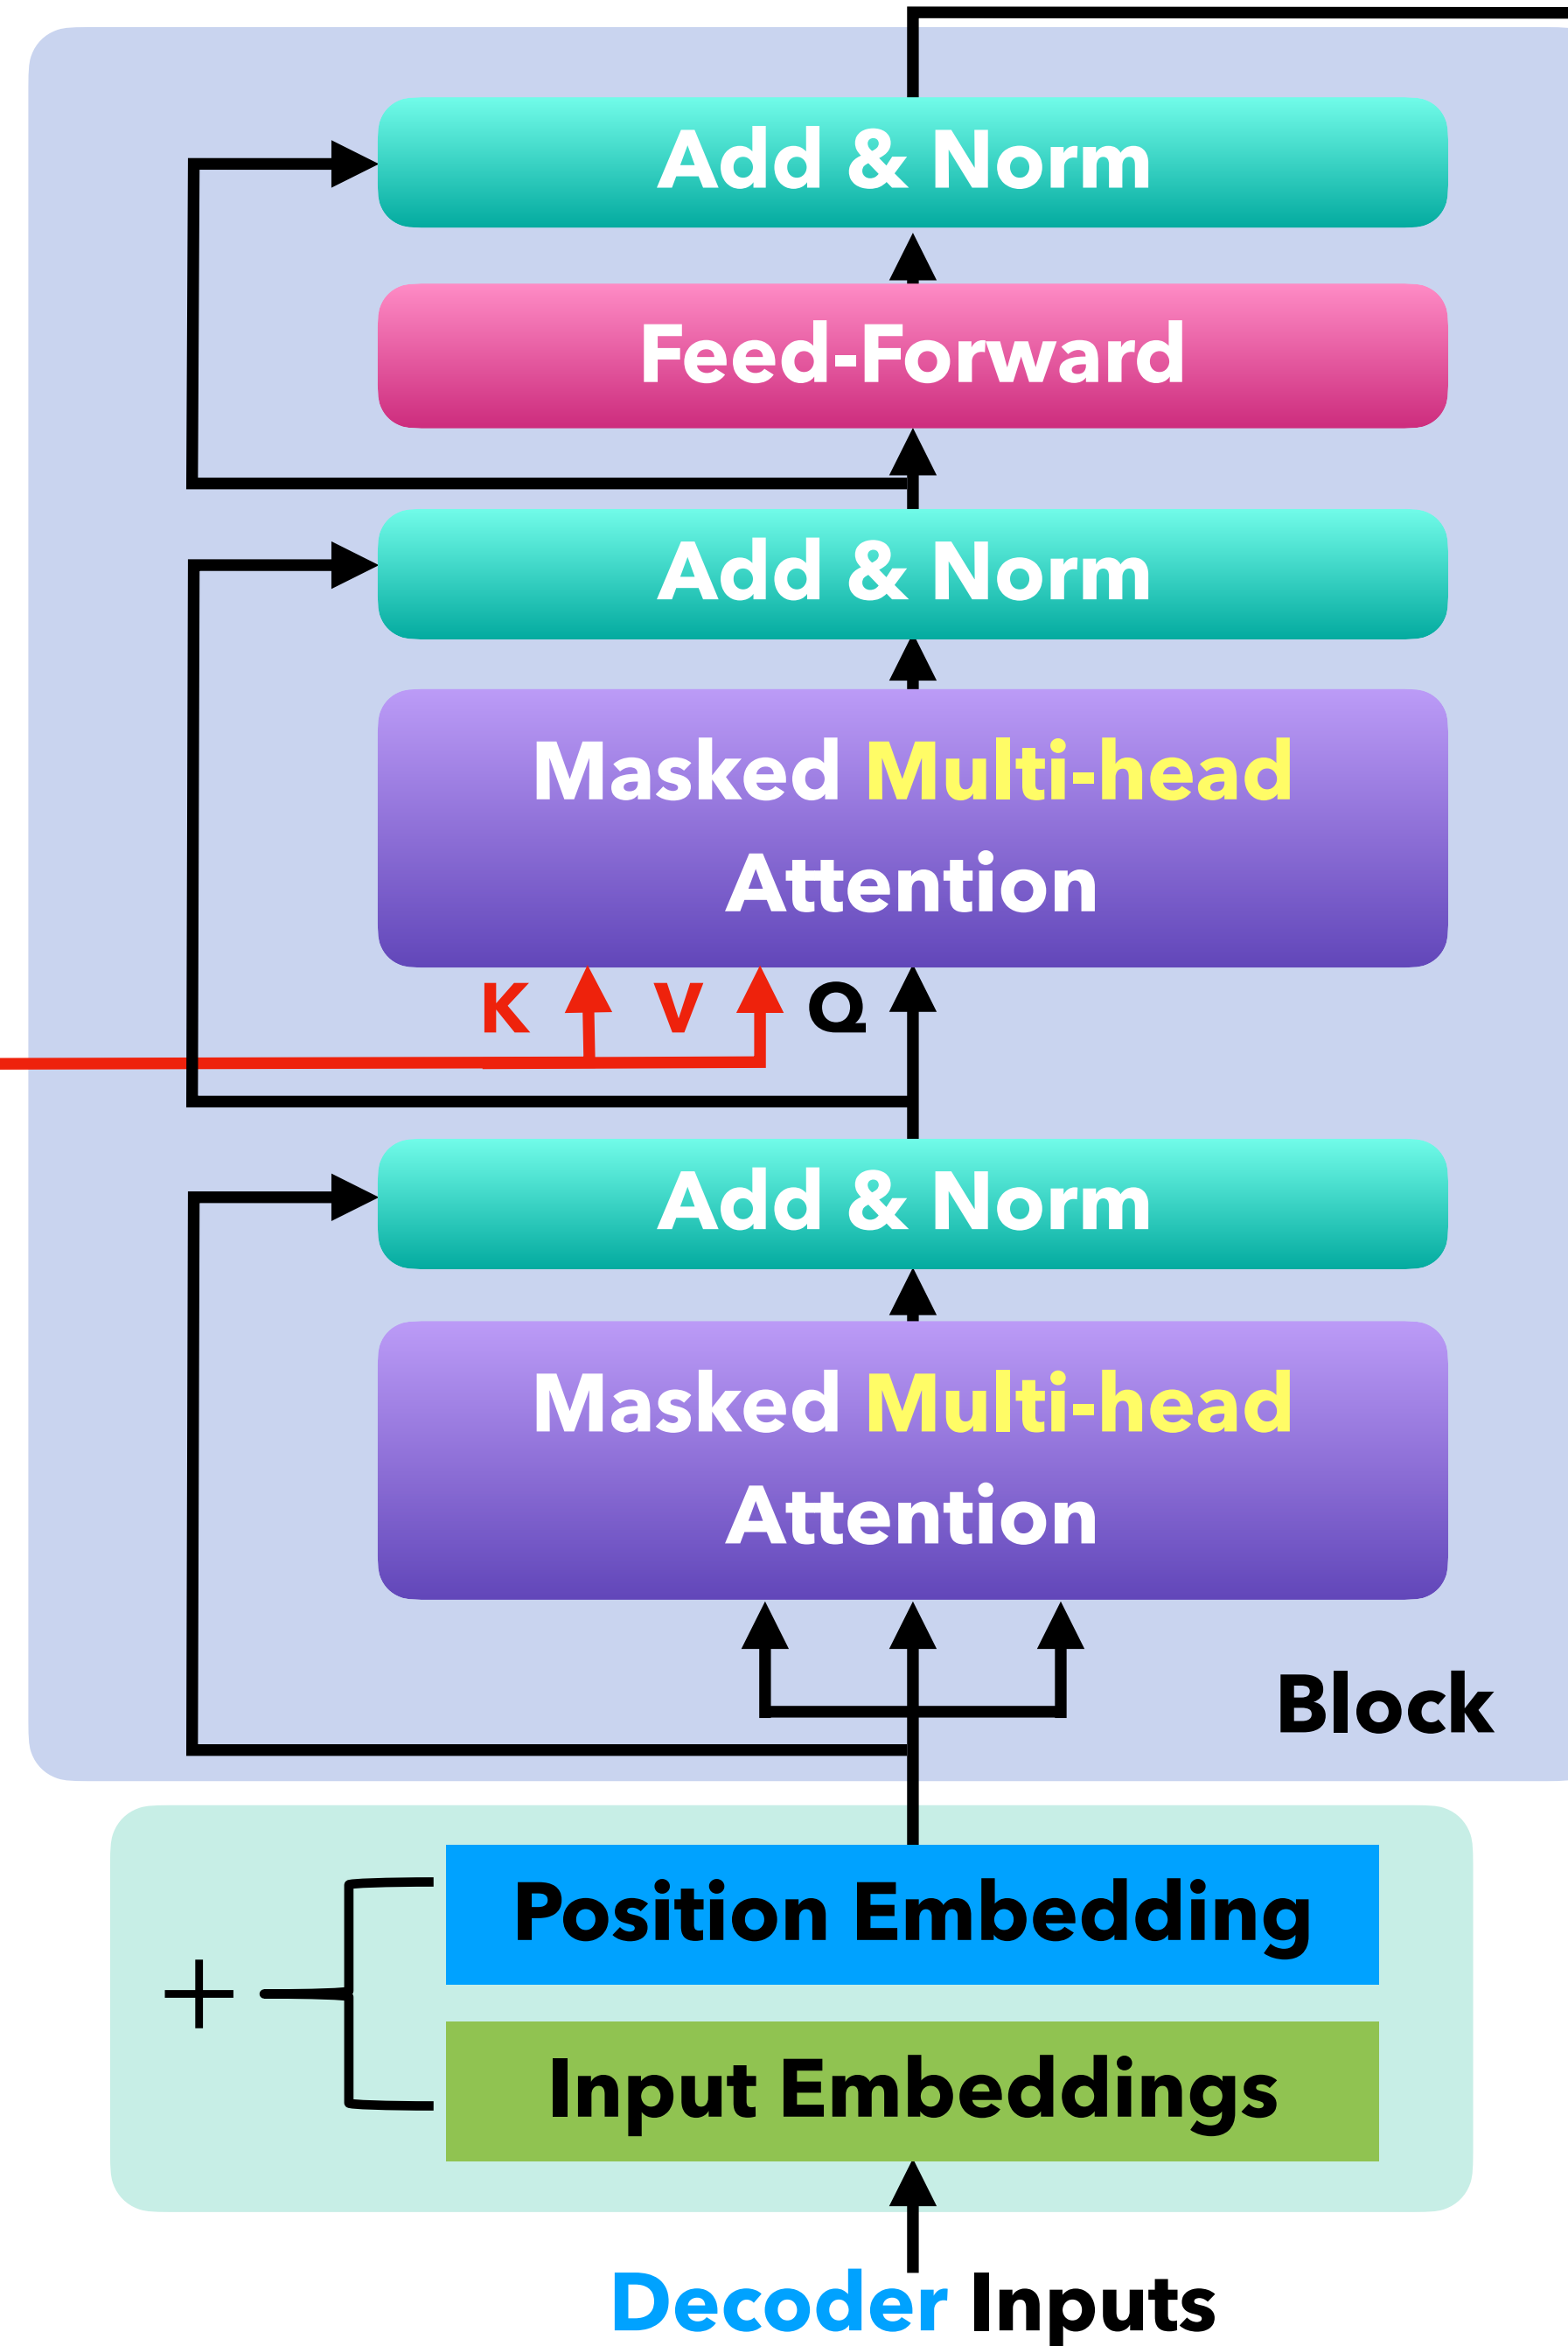 Add & Norm
Feed-Forward
Add & Norm
Masked Multi-head
Attention
K V Q
Add & Norm
Masked Multi-head
Attention
Block
Position Embedding
+
Input Embeddings
Decoder Inputs